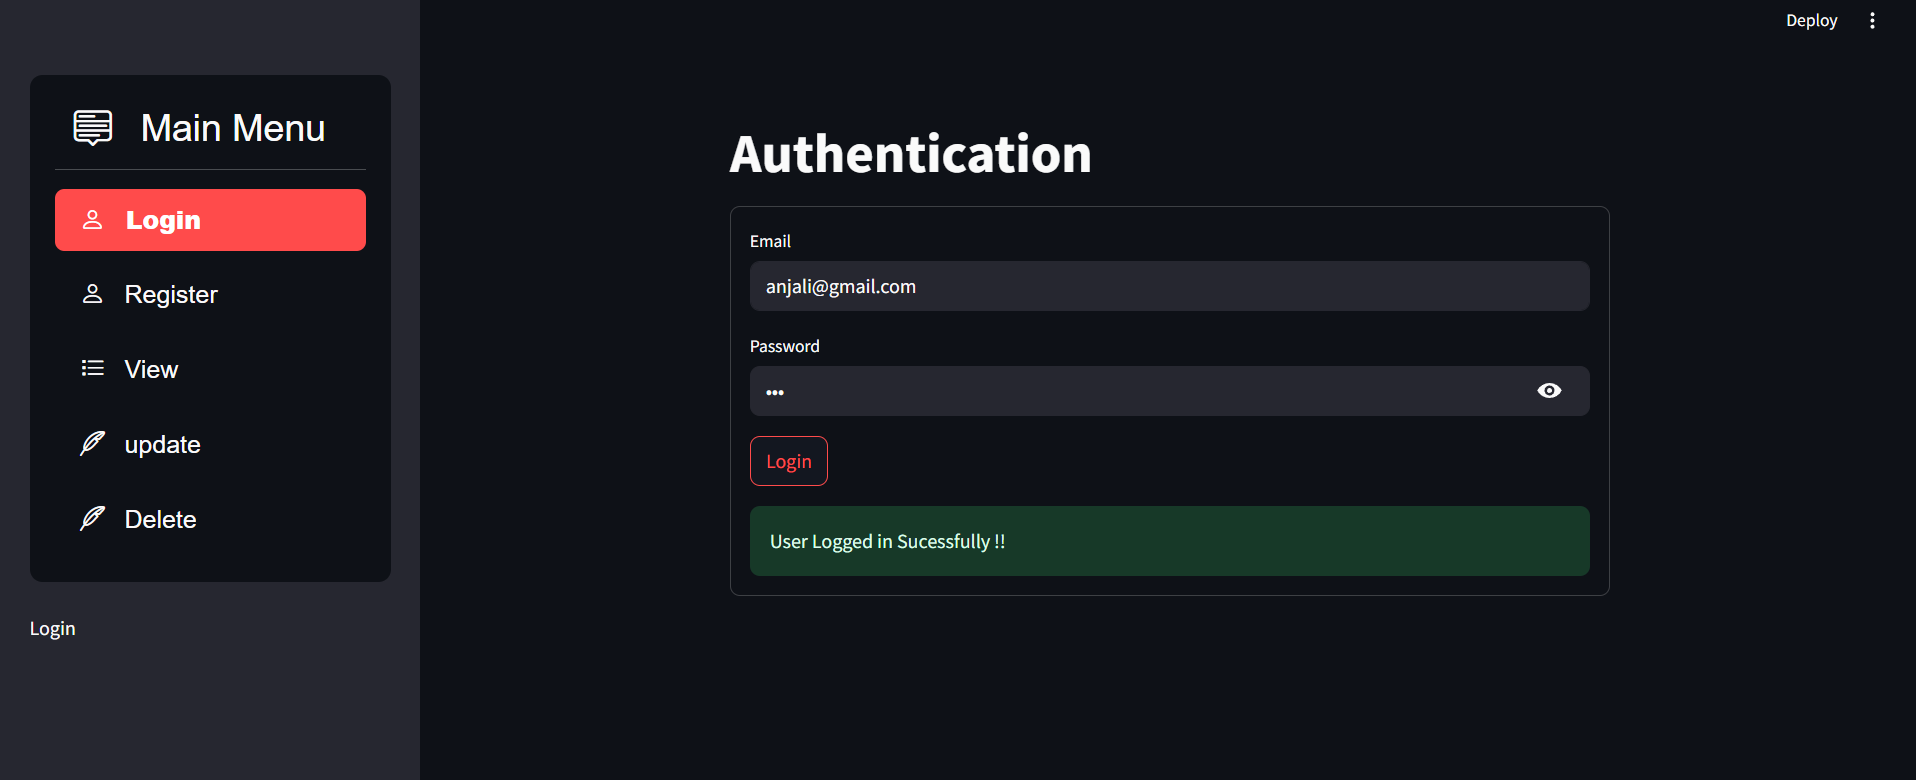 Deploy
Main Menu
Login
Register
View
update
Delete
Login
Authentication
Email
anjali@gmail.com
Password
•••
Login
User Logged in Sucessfully !!